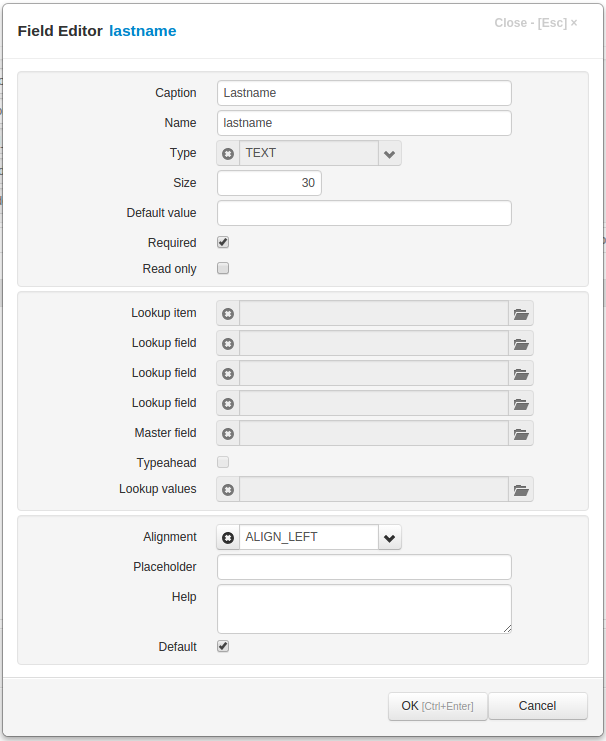 Field Editor lastname
Close - [Esc] ×
Caption Lastname
Name lastname
Type TEXT
Size 30
Default value
Required
Read only
Lookup item
Lookup field
Lookup field
Lookup field
Master field
Typeahead
Lookup values
Alignment ALIGN_LEFT
Placeholder
Help
Default
OK [Ctrl+Enter] Cancel